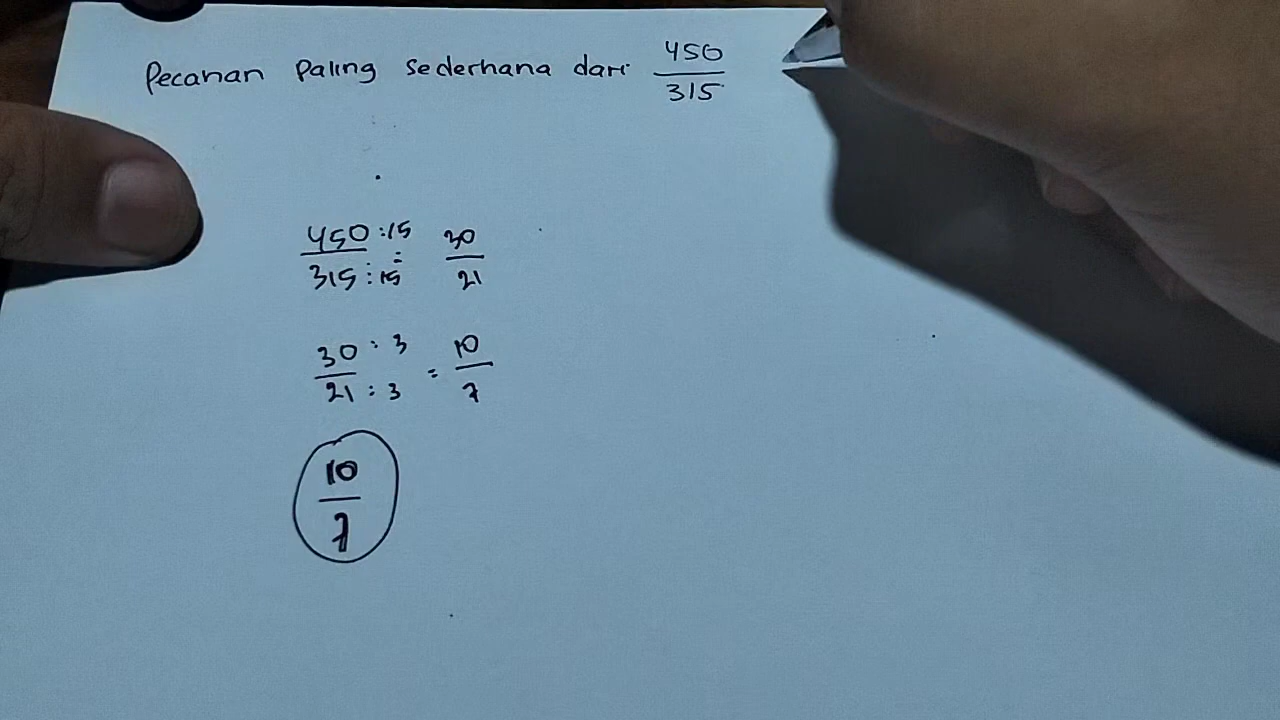 Pecahan Paling Sederhana dari 450/315
450 : 15 / 315 : 15 = 30/21
30 : 3 / 21 : 3 = 10/7
10/7